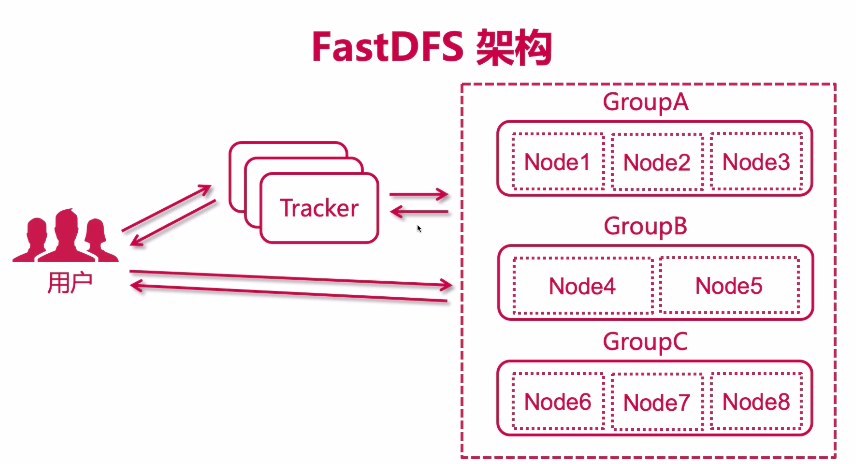 FastDFS 架构
GroupA
Node1 Node2 Node3
Tracker
GroupB
用户
Node4 Node5
GroupC
Node6 Node7 Node8